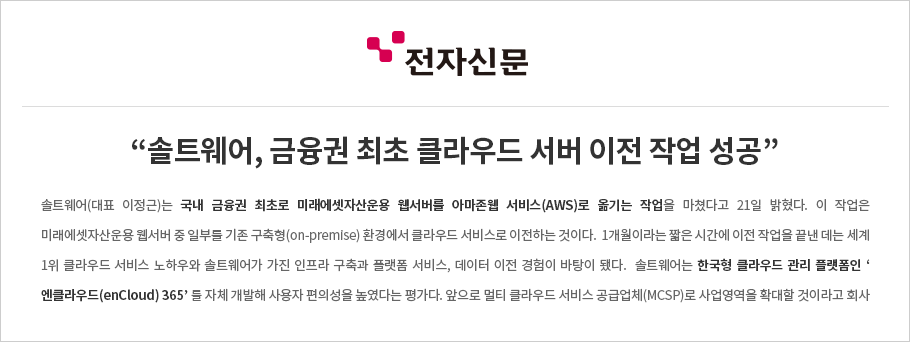 전자신문
“솔트웨어, 금융권 최초 클라우드 서버 이전 작업 성공”
솔트웨어(대표 이정근)는 국내 금융권 최초로 미래에셋자산운용 웹서버를 아마존웹 서비스(AWS)로 옮기는 작업을 마쳤다고 21일 밝혔다. 이 작업은
미래에셋자산운용 웹서버 중 일부를 기존 구축형(on-premise) 환경에서 클라우드 서비스로 이전하는 것이다. 1개월이라는 짧은 시간에 이전 작업을 끝낸 데는 세계
1위 클라우드 서비스 노하우와 솔트웨어가 가진 인프라 구축과 플랫폼 서비스, 데이터 이전 경험이 바탕이 됐다. 솔트웨어는 한국형 클라우드 관리 플랫폼인 ‘
엔클라우드(enCloud) 365’ 를 자체 개발해 사용자 편의성을 높였다는 평가다. 앞으로 멀티 클라우드 서비스 공급업체(MCSP)로 사업영역을 확대할 것이라고 회사